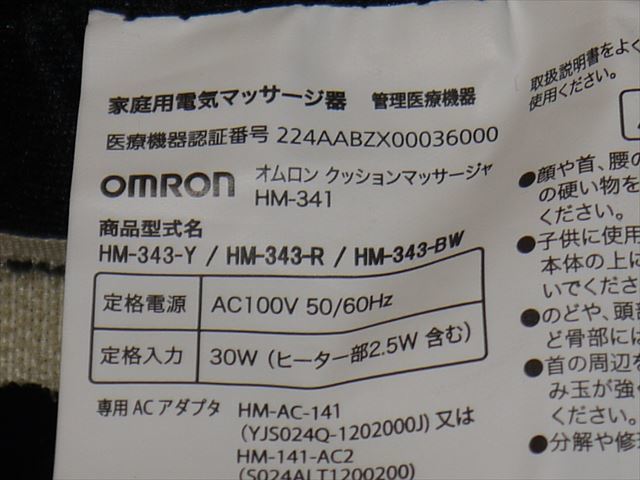 家庭用電気マッサージ器 管理医療機器
医療機器認証番号 224AABZX00036000
OMRON オムロン クッションマッサージャ
HM-341
商品型式名
HM-343-Y / HM-343-R / HM-343-BW
定格電源 AC100V 50/60Hz
定格入力 30W（ヒーター部2.5W 含む）
専用 AC アダプタ HM-AC-141
（YJS024Q-1202000J）又は
HM-141-AC2
（S024ALT1200200）
取扱説明書をよく
使用ください。
●顔や首、腰の
の硬い物を
ください。
●子供に使用
本体の上に
いでください
●のどや、頭部
ど骨部には
●首の周辺を
み玉が強く
ください。
●分解や修理